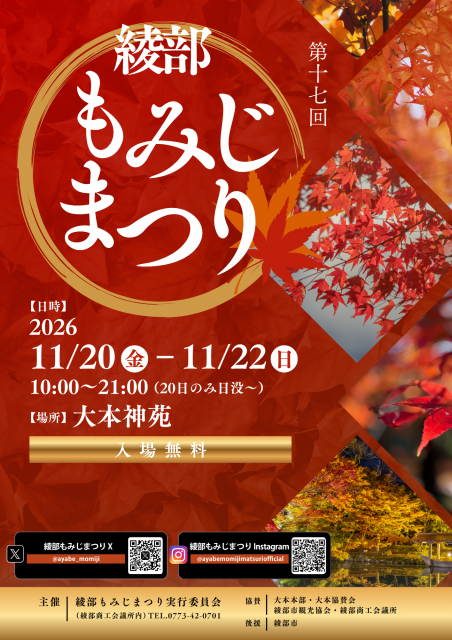 第十七回
綾部
もみじ
まつり
【日時】
2026
11/20金－11/22日
10:00～21:00（20日のみ日没～）
【場所】大本神苑
入場無料
綾部もみじまつり X
@ayabe_momiji
綾部もみじまつり Instagram
@ayabemomijimatsuriofficial
主催 綾部もみじまつり実行委員会
（綾部商工会議所内）TEL.0773-42-0701
協賛 大本本部・大本協賛会
綾部市観光協会・綾部商工会議所
後援 綾部市